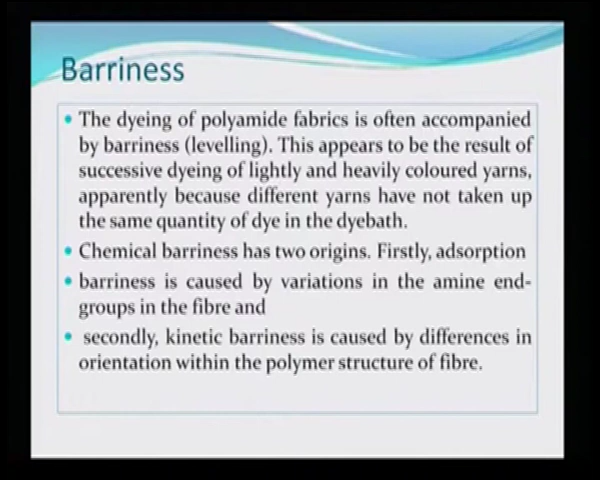 Barriness
• The dyeing of polyamide fabrics is often accompanied
by barriness (levelling). This appears to be the result of
successive dyeing of lightly and heavily coloured yarns,
apparently because different yarns have not taken up
the same quantity of dye in the dyebath.
• Chemical barriness has two origins. Firstly, adsorption
• barriness is caused by variations in the amine end-
groups in the fibre and
• secondly, kinetic barriness is caused by differences in
orientation within the polymer structure of fibre.